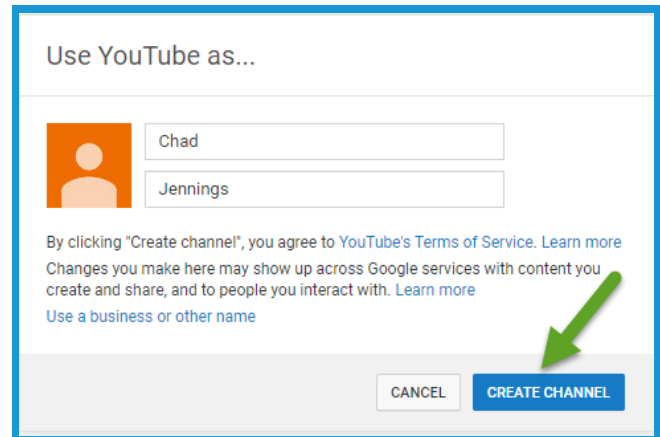 Use YouTube as...
Chad
Jennings
By clicking "Create channel", you agree to YouTube's Terms of Service. Learn more
Changes you make here may show up across Google services with content you
create and share, and to people you interact with. Learn more
Use a business or other name
CANCEL
CREATE CHANNEL